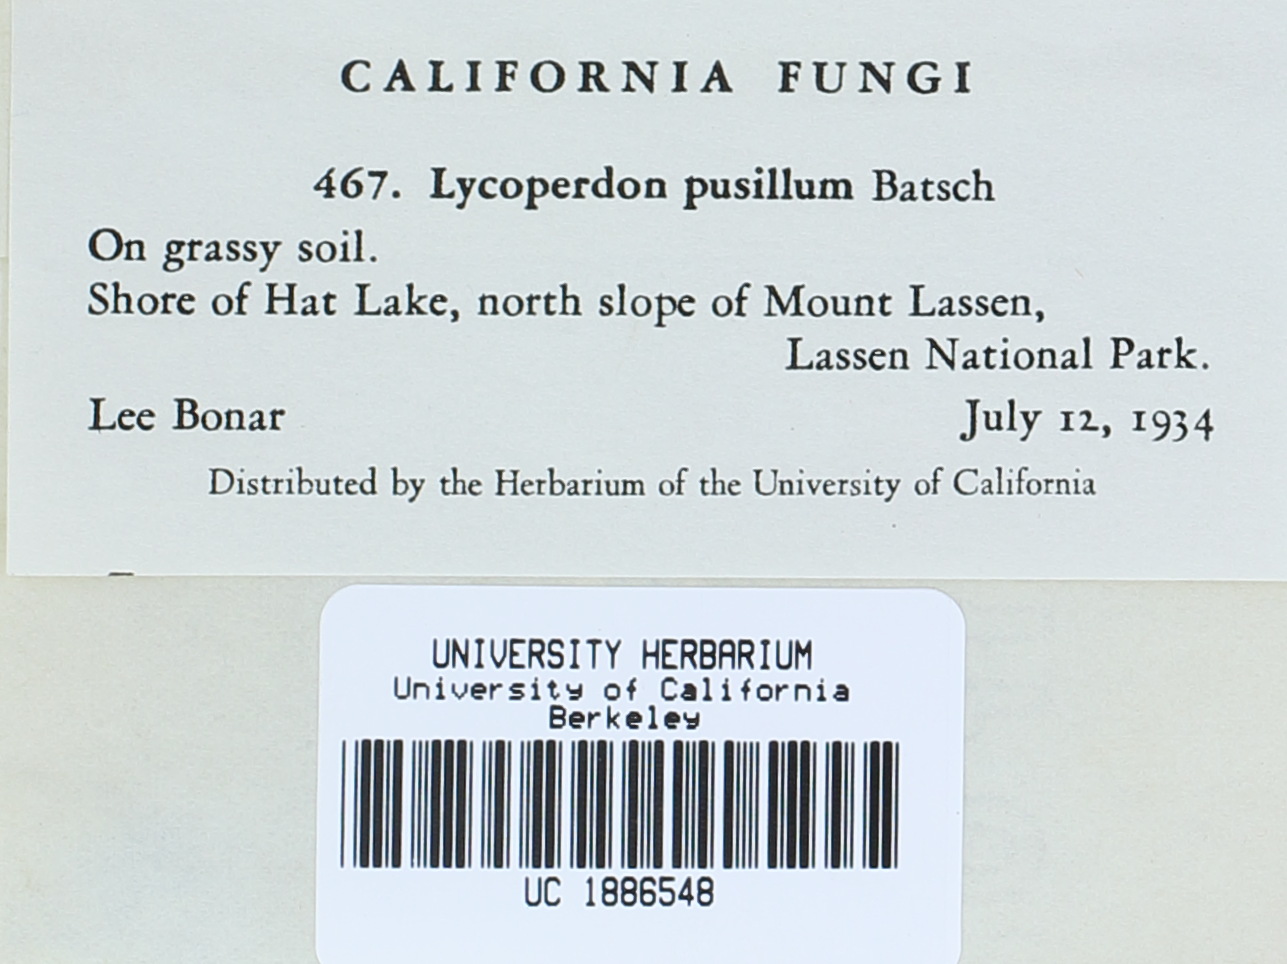 CALIFORNIA FUNGI
467. Lycoperdon pusillum Batsch
On grassy soil.
Shore of Hat Lake, north slope of Mount Lassen,
Lassen National Park.
Lee Bonar July 12, 1934
Distributed by the Herbarium of the University of California
UNIVERSITY HERBARIUM
University of California
Berkeley
UC 1886548